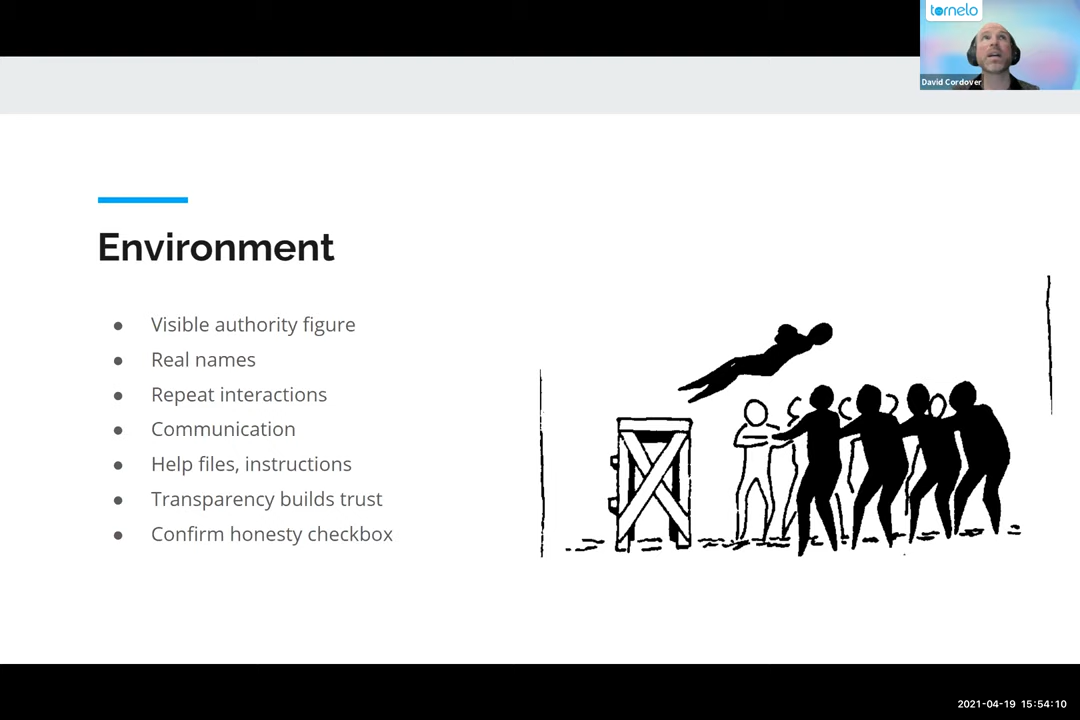 tornelo
David Cordover
Environment
● Visible authority figure
● Real names
● Repeat interactions
● Communication
● Help files, instructions
● Transparency builds trust
● Confirm honesty checkbox
2021-04-19 15:54:10